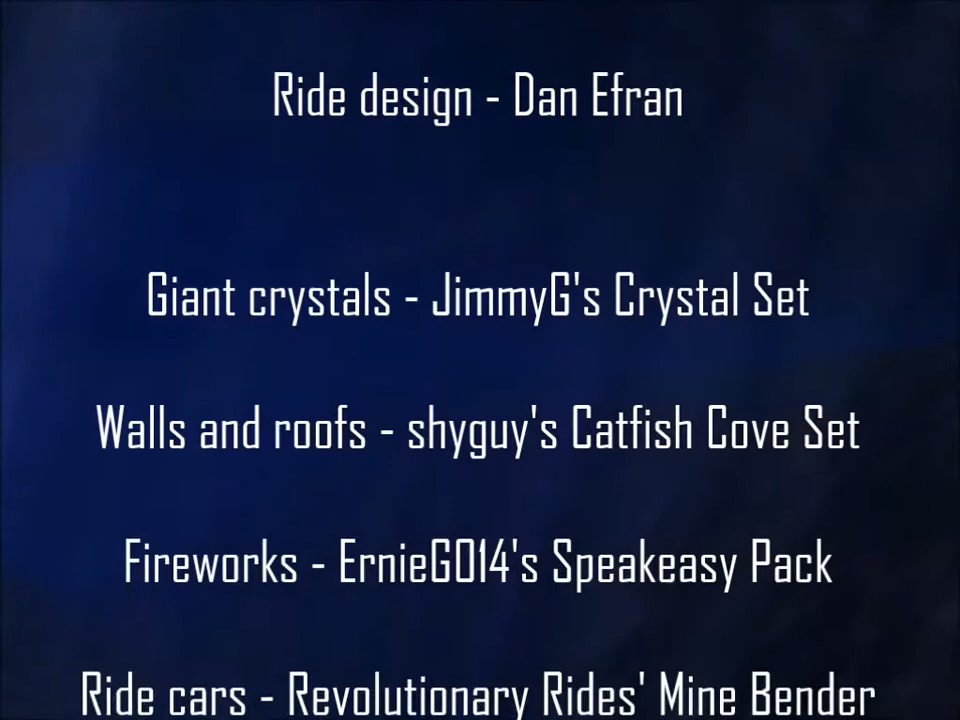 Ride design - Dan Efran
Giant crystals - JimmyG's Crystal Set
Walls and roofs - shyguy's Catfish Cove Set
Fireworks - ErnieG014's Speakeasy Pack
Ride cars - Revolutionary Rides' Mine Bender